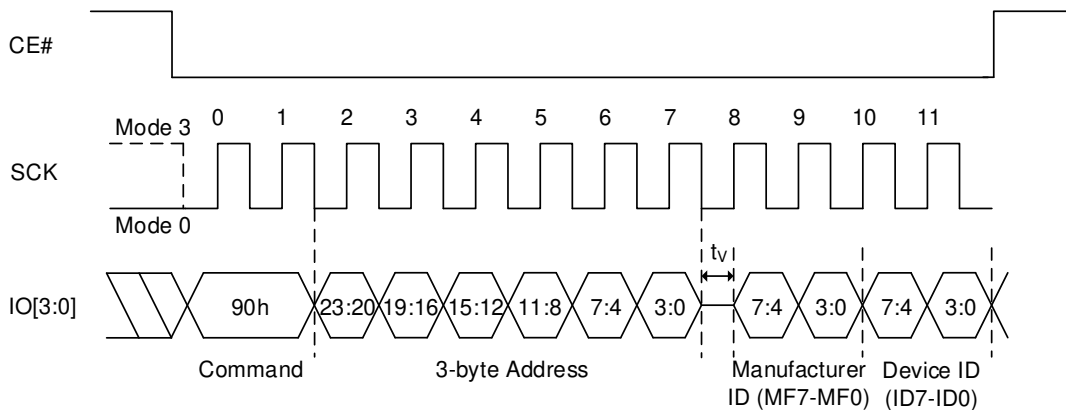 CE#
0 1 2 3 4 5 6 7 8 9 10 11
Mode 3
SCK
Mode 0
tV
IO[3:0] 90h 23:20 19:16 15:12 11:8 7:4 3:0 7:4 3:0 7:4 3:0
Command 3-byte Address Manufacturer Device ID
ID (MF7-MF0) (ID7-ID0)